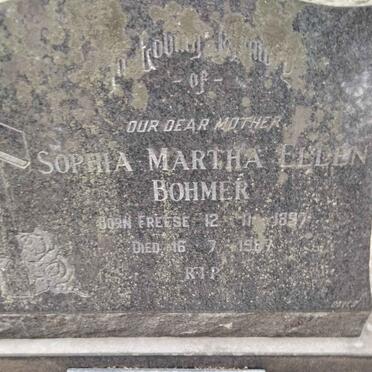 In Loving Memory
- of -
OUR DEAR MOTHER
SOPHIA MARTHA ELLEN
BOHMER
BORN FREESE 12 11 1897
DIED 16 7 1967
R.I.P